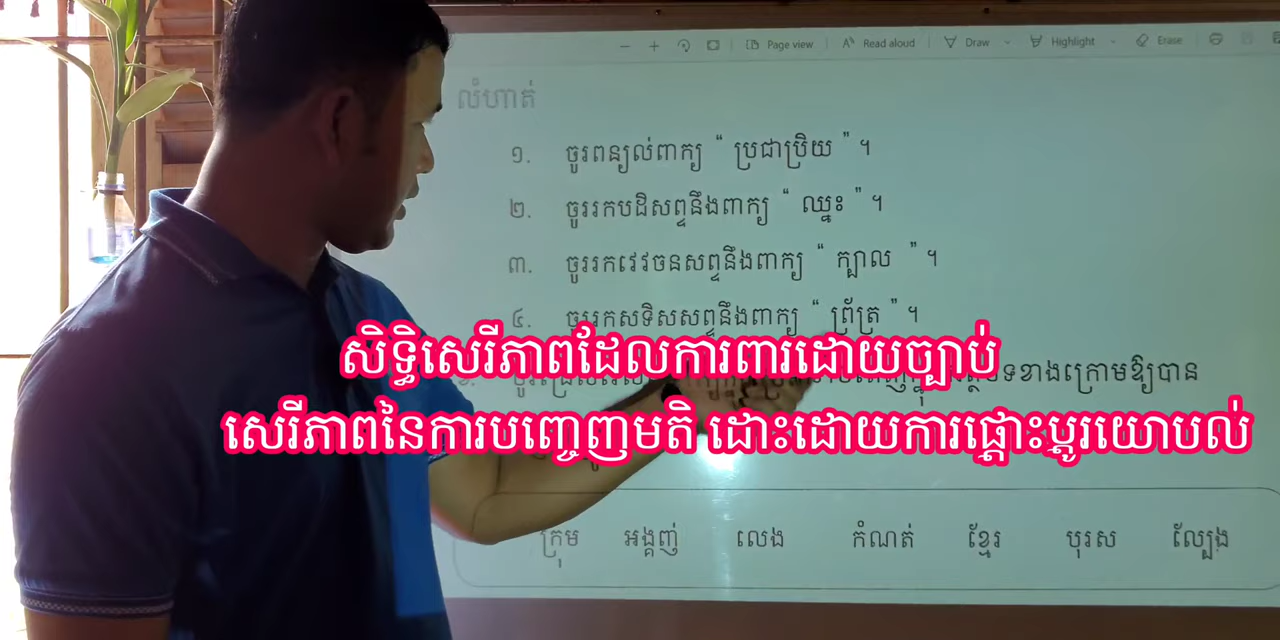 Page view Read aloud Draw Highlight Erase
លំហាត់
១. ចូរពន្យល់ពាក្យ “ ប្រជាប្រិយ ” ។
២. ចូររកបដិសព្ទនឹងពាក្យ “ ឈ្នះ ” ។
៣. ចូររកវេវចនសព្ទនឹងពាក្យ “ ក្បាល ” ។
៤. ចូររកសទិសសព្ទនឹងពាក្យ “ ព្រ័ត្រ ” ។
សិទ្ធិសេរីភាពដែលការពារដោយច្បាប់
ខាងក្រោមឱ្យបាន
សេរីភាពនៃការបញ្ចេញមតិ ដោះដោយការផ្តោះប្តូរយោបល់
ក្រុម អង្គញ់ លេង កំណត់ ខ្មែរ បុរស ល្បែង